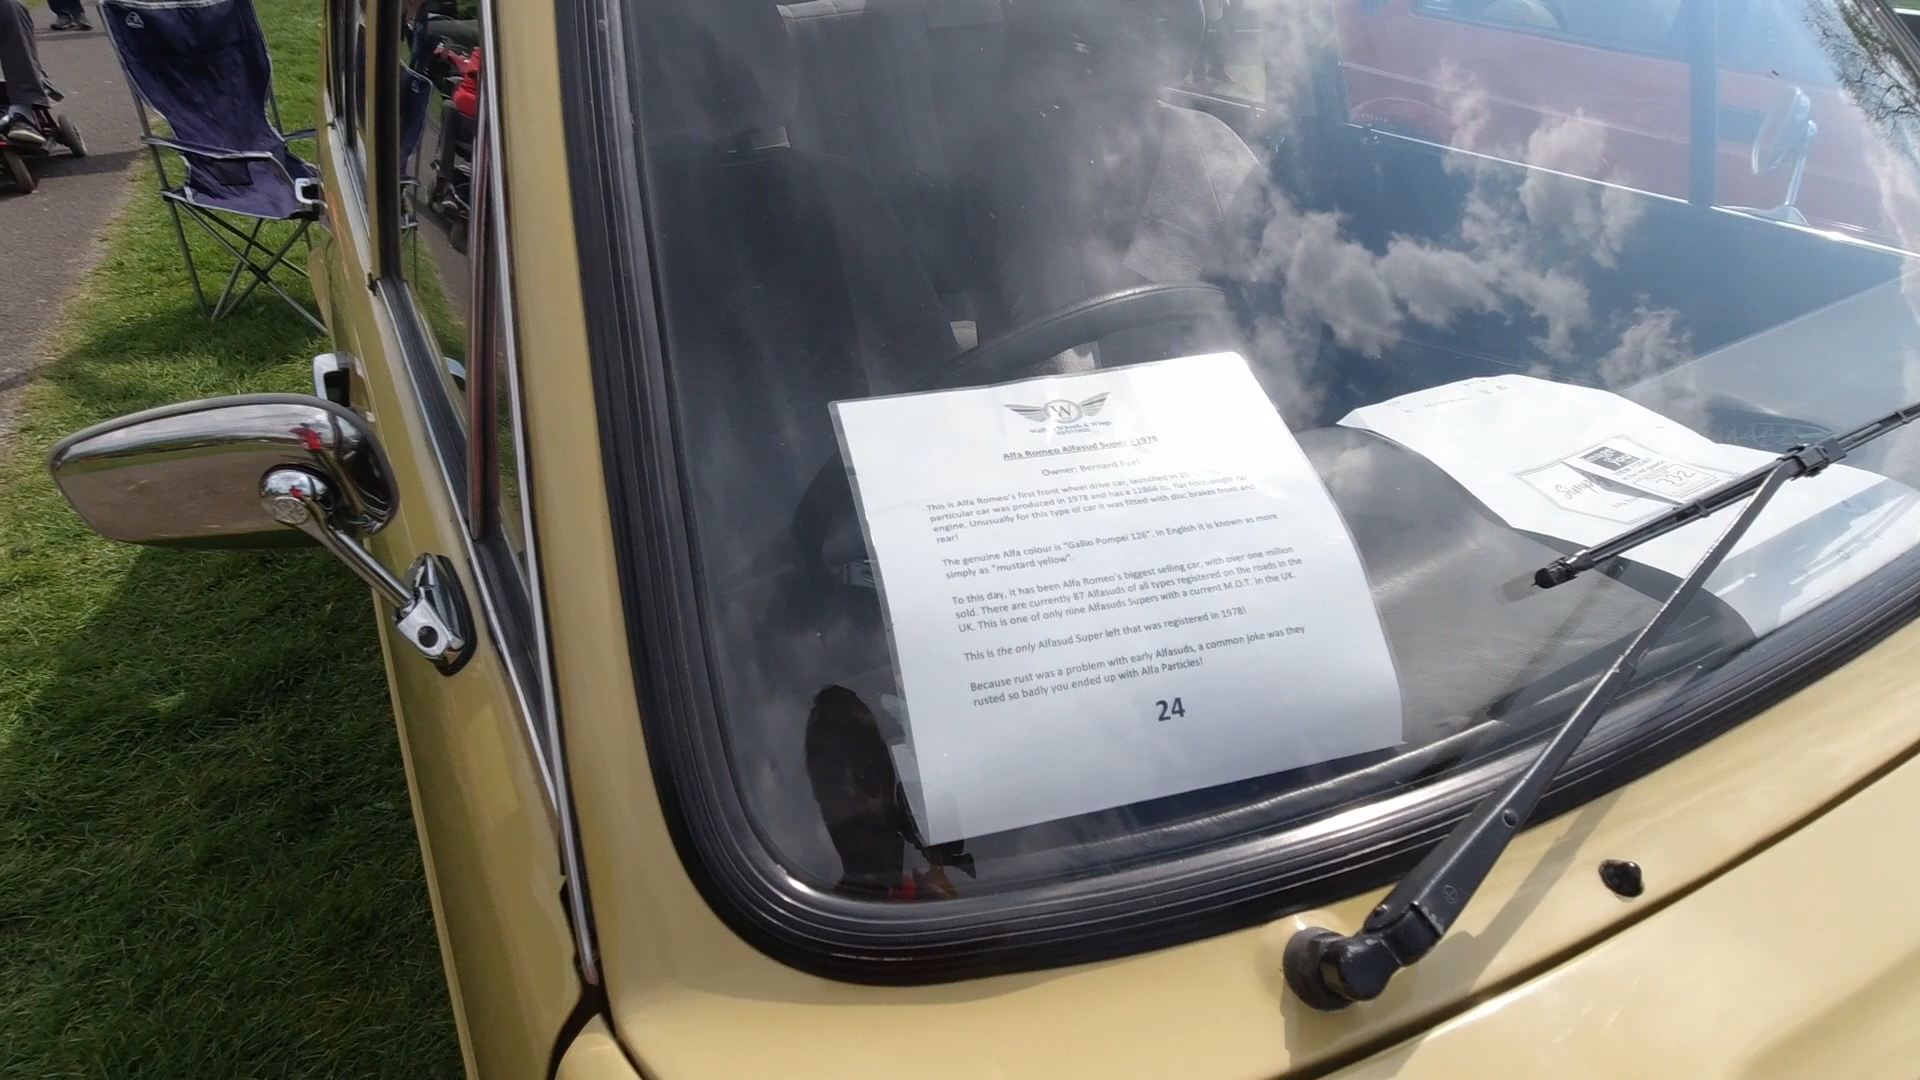 W
Wheels & Wings
Alfa Romeo Alfasud Super - 1978
Owner: Bernard
This is Alfa Romeo's first front wheel drive car, launched in
particular car was produced in 1978 and has a 12866 cc, flat four, single car
engine. Unusually for this type of car it was fitted with disc brakes front and
rear!
The genuine Alfa colour is "Gallio Pompei 126". In English it is known as more
simply as "mustard yellow".
To this day, it has been Alfa Romeo's biggest selling car, with over one million
sold. There are currently 87 Alfasuds of all types registered on the roads in the
UK. This is one of only nine Alfasuds Supers with a current M.O.T. in the UK.
This is the only Alfasud Super left that was registered in 1978!
Because rust was a problem with early Alfasuds, a common joke was they
rusted so badly you ended up with Alfa Particles!
24
332